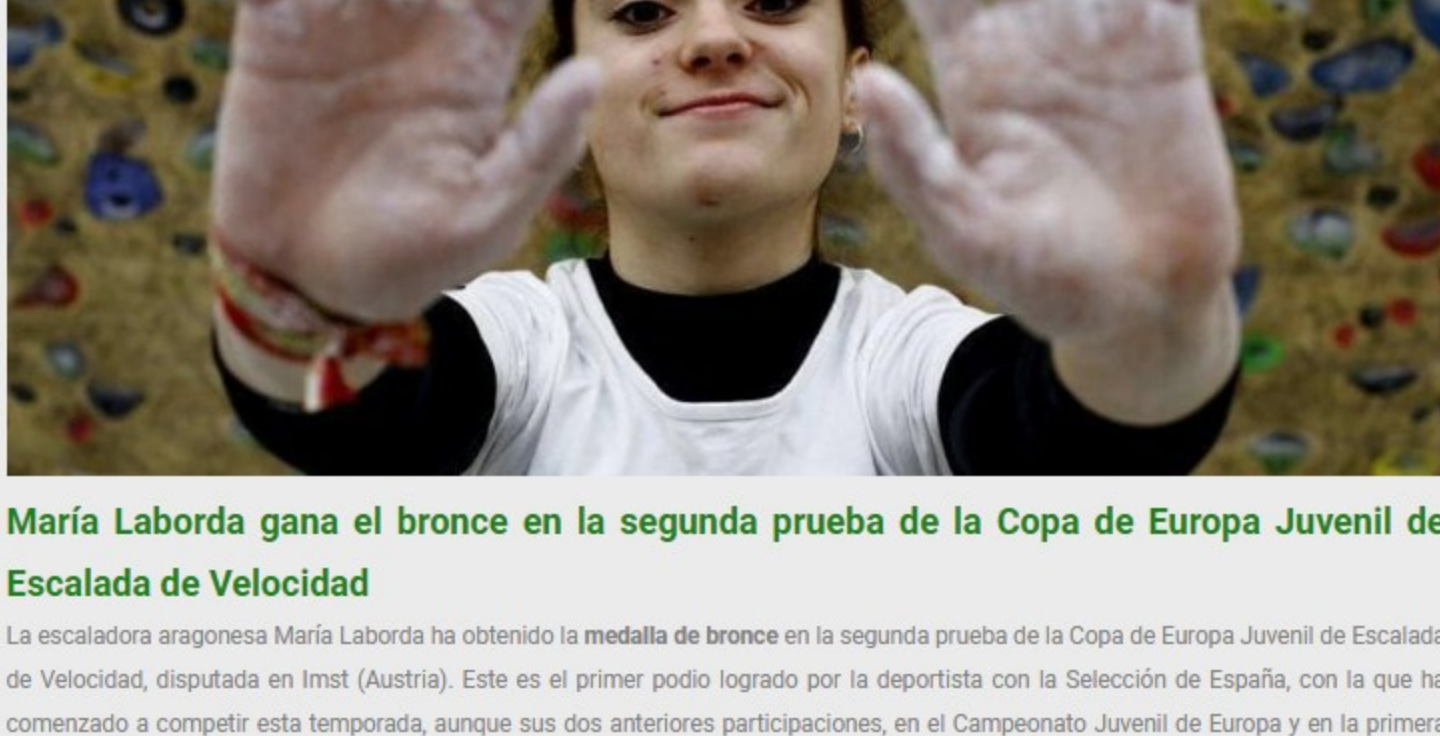 María Laborda gana el bronce en la segunda prueba de la Copa de Europa Juvenil de
Escalada de Velocidad
La escaladora aragonesa María Laborda ha obtenido la medalla de bronce en la segunda prueba de la Copa de Europa Juvenil de Escalada
de Velocidad, disputada en Imst (Austria). Este es el primer podio logrado por la deportista con la Selección de España, con la que ha
comenzado a competir esta temporada, aunque sus dos anteriores participaciones, en el Campeonato Juvenil de Europa y en la primera